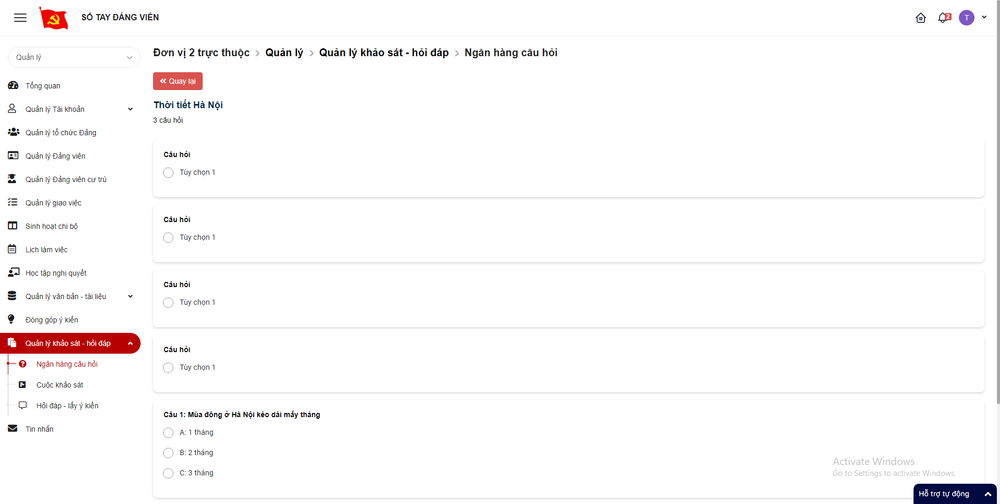 SỔ TAY ĐẢNG VIÊN
2
T
Quản lý
Tổng quan
Quản lý Tài khoản
Quản lý tổ chức Đảng
Quản lý Đảng viên
Quản lý Đảng viên cư trú
Quản lý giao việc
Sinh hoạt chi bộ
Lịch làm việc
Học tập nghị quyết
Quản lý văn bản - tài liệu
Đóng góp ý kiến
Quản lý khảo sát - hỏi đáp
Ngân hàng câu hỏi
Cuộc khảo sát
Hỏi đáp - lấy ý kiến
Tin nhắn
Đơn vị 2 trực thuộc > Quản lý > Quản lý khảo sát - hỏi đáp > Ngân hàng câu hỏi
Quay lại
Thời tiết Hà Nội
3 câu hỏi
Câu hỏi
Tùy chọn 1
Câu hỏi
Tùy chọn 1
Câu hỏi
Tùy chọn 1
Câu hỏi
Tùy chọn 1
Câu 1: Mùa đông ở Hà Nội kéo dài mấy tháng
A: 1 tháng
B: 2 tháng
C: 3 tháng
Activate Windows
Go to Settings to activate Windows.
Hỗ trợ tự động